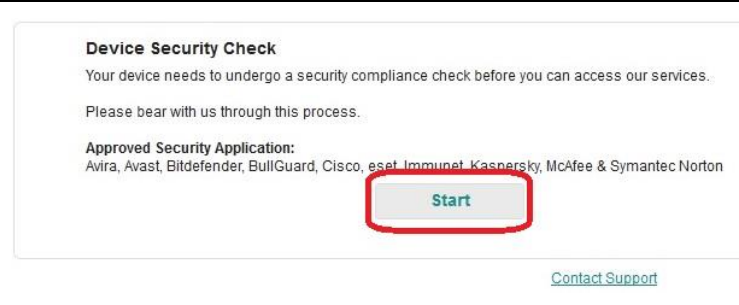 Device Security Check
Your device needs to undergo a security compliance check before you can access our services.
Please bear with us through this process.
Approved Security Application:
Avira, Avast, Bitdefender, BullGuard, Cisco, eset, Immunet, Kaspersky, McAfee & Symantec Norton
Start
Contact Support